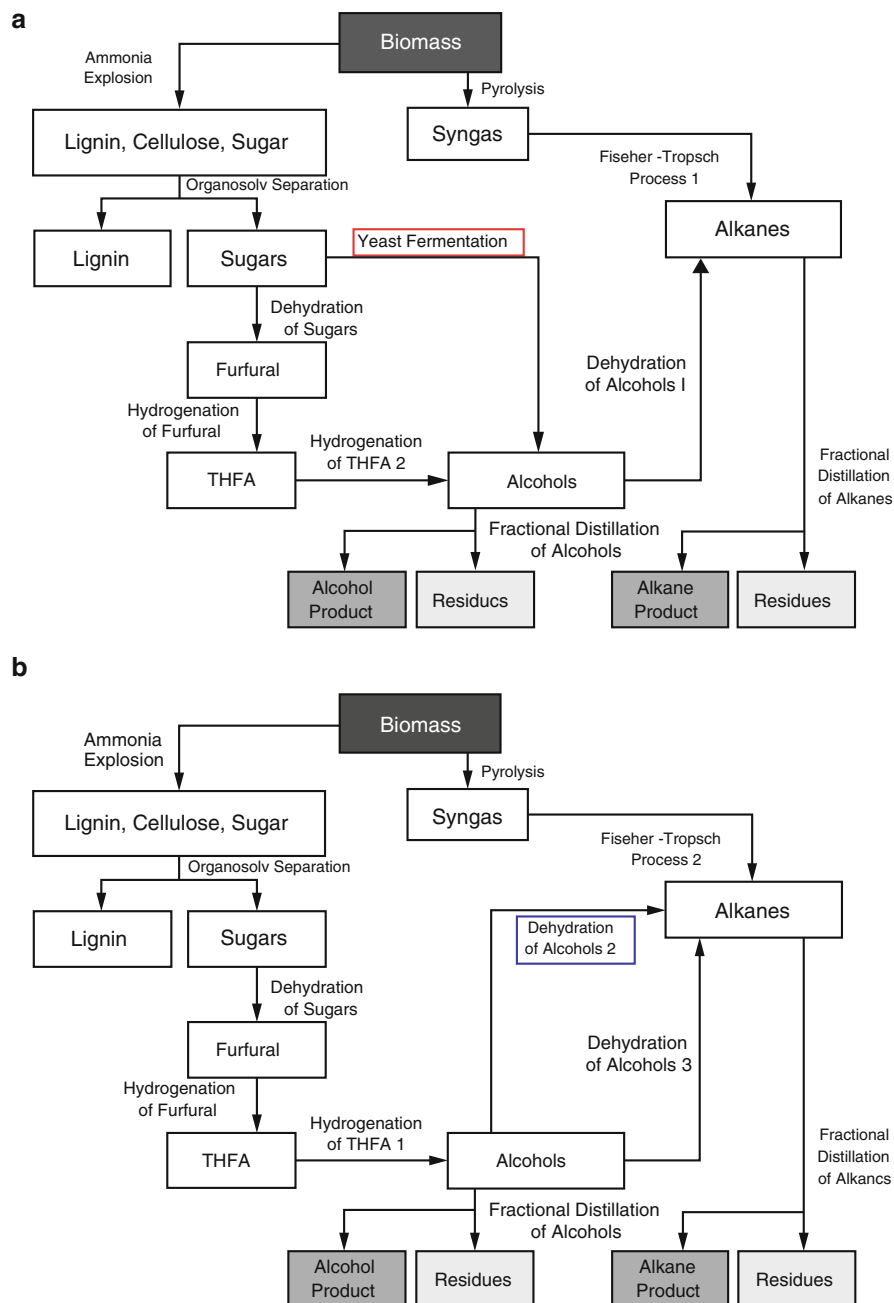 a
Biomass
Ammonia
Explosion
Pyrolysis
Lignin, Cellulose, Sugar
Syngas
Fiseher -Tropsch
Process 1
Organosolv Separation
Alkanes
Lignin
Sugars
Yeast Fermentation
Dehydration
of Sugars
Furfural
Dehydration
of Alcohols I
Hydrogenation
of Furfural
Hydrogenation
of THFA 2
THFA
Alcohols
Fractional
Distillation
of Alkanes
Fractional Distillation
of Alcohols
Alcohol
Product
Residucs
Alkane
Product
Residues
b
Biomass
Ammonia
Explosion
Pyrolysis
Lignin, Cellulose, Sugar
Syngas
Fiseher -Tropsch
Process 2
Organosolv Separation
Alkanes
Lignin
Sugars
Dehydration
of Alcohols 2
Dehydration
of Sugars
Furfural
Dehydration
of Alcohols 3
Hydrogenation
of Furfural
Hydrogenation
of THFA 1
THFA
Alcohols
Fractional
Distillation
of Alkancs
Fractional Distillation
of Alcohols
Alcohol
Product
Residues
Alkane
Product
Residues